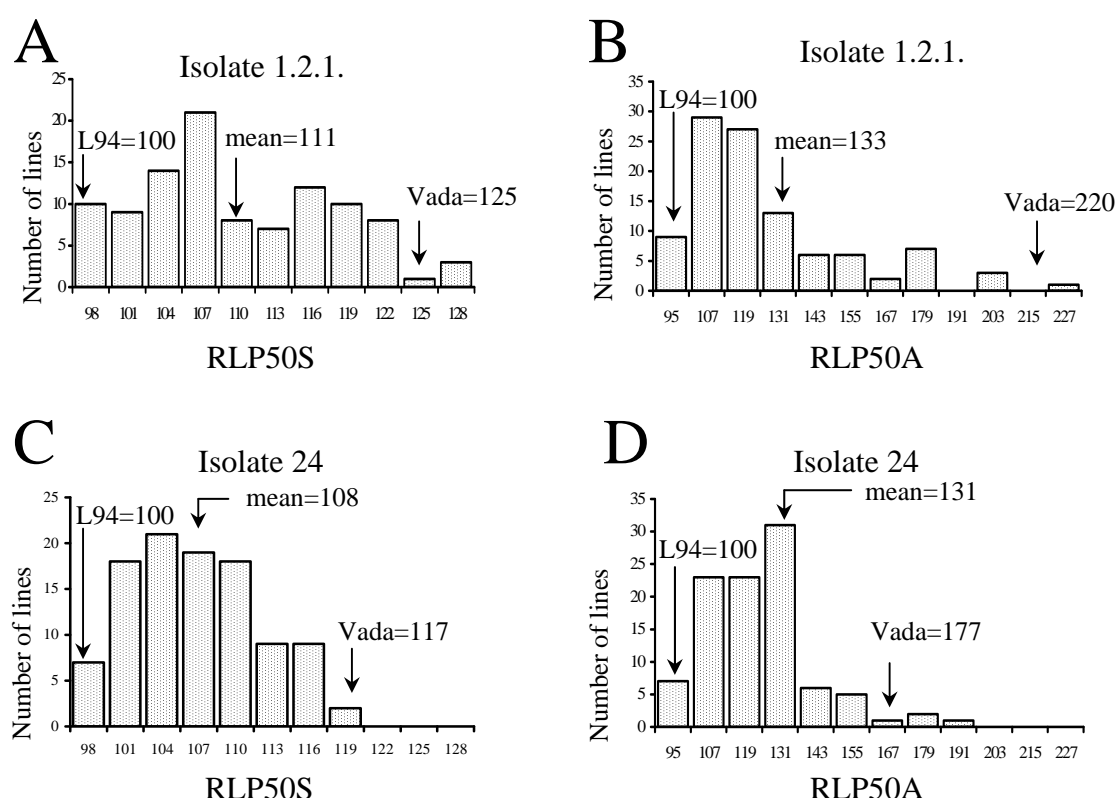 A
Isolate 1.2.1.
Number of lines
25
20
15
10
5
0
L94=100
mean=111
Vada=125
98 101 104 107 110 113 116 119 122 125 128
RLP50S
B
Isolate 1.2.1.
Number of lines
35
30
25
20
15
10
5
0
L94=100
mean=133
Vada=220
95 107 119 131 143 155 167 179 191 203 215 227
RLP50A
C
Isolate 24
Number of lines
25
20
15
10
5
0
L94=100
mean=108
Vada=117
98 101 104 107 110 113 116 119 122 125 128
RLP50S
D
Isolate 24
Number of lines
35
30
25
20
15
10
5
0
L94=100
mean=131
Vada=177
95 107 119 131 143 155 167 179 191 203 215 227
RLP50A